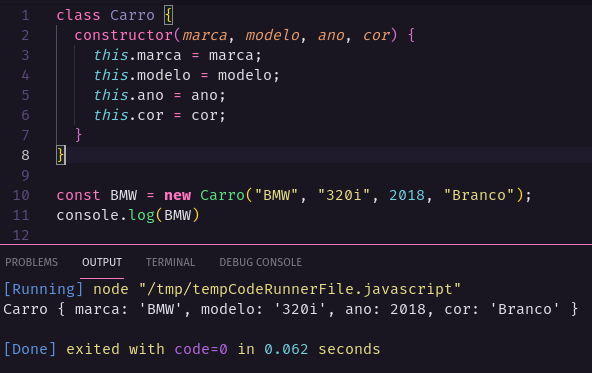 1 class Carro {
2 constructor(marca, modelo, ano, cor) {
3 this.marca = marca;
4 this.modelo = modelo;
5 this.ano = ano;
6 this.cor = cor;
7 }
8 }
9
10 const BMW = new Carro("BMW", "320i", 2018, "Branco");
11 console.log(BMW)
12
PROBLEMS OUTPUT TERMINAL DEBUG CONSOLE
[Running] node "/tmp/tempCodeRunnerFile.javascript"
Carro { marca: 'BMW', modelo: '320i', ano: 2018, cor: 'Branco' }
[Done] exited with code=0 in 0.062 seconds